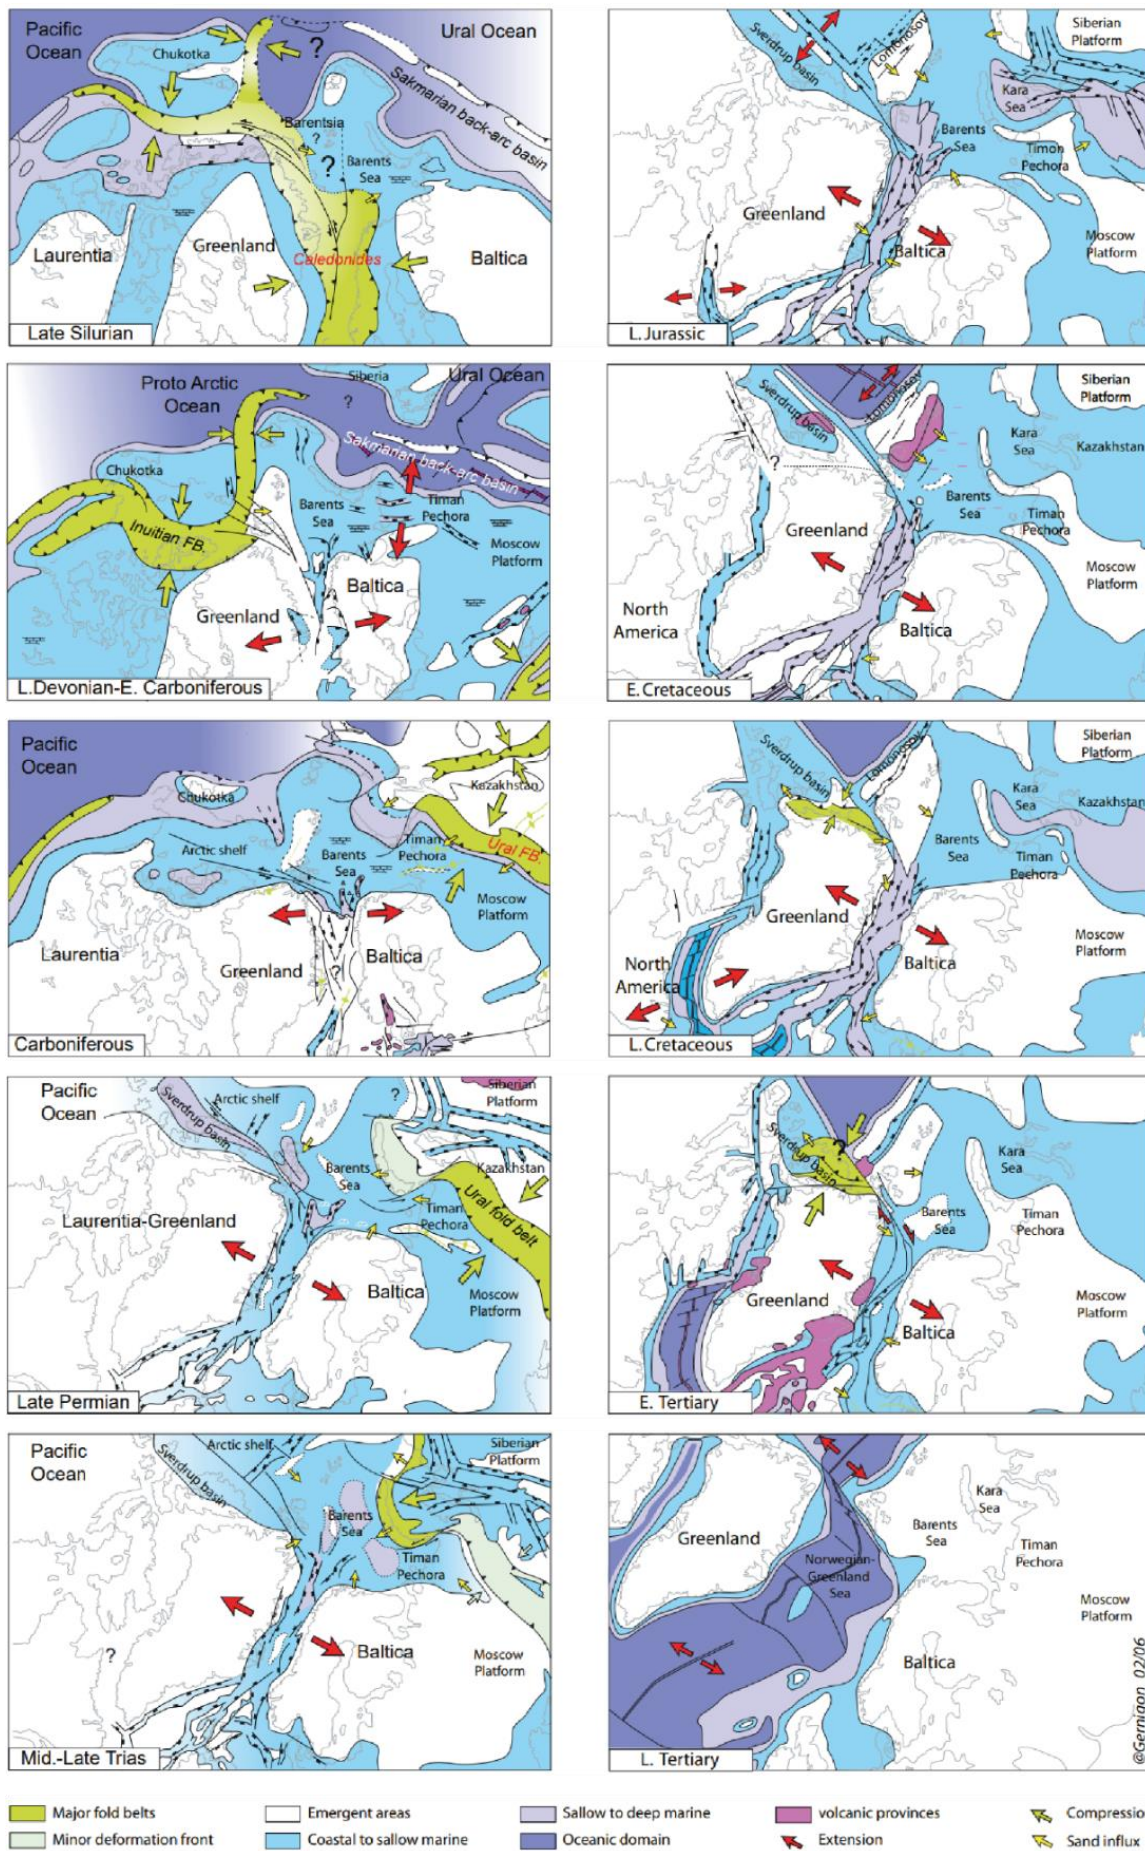 Pacific
Ocean
Ural Ocean
Chukotka
?
Sakmarian back-arc basin
Barentsia
?
?
Barents
Sea
Laurentia
Greenland
Caledonides
Baltica
Late Silurian
Proto Arctic
Ocean
Siberia
Ural Ocean
?
Sakmarian back-arc basin
Chukotka
Inuitian FB.
Barents
Sea
Timan
Pechora
Moscow
Platform
Baltica
Greenland
L.Devonian-E. Carboniferous
Pacific
Ocean
Chukotka
Kazakhstan
Arctic shelf
Barents
Sea
Timan
Pechora
Ural FB.
Moscow
Platform
Laurentia
Greenland
?
Baltica
Carboniferous
Pacific
Ocean
Arctic shelf
Sverdrup basin
?
Siberian
Platform
Barents
Sea
Kazakhstan
Timan
Pechora
Ural fold belt
Laurentia-Greenland
Baltica
Moscow
Platform
Late Permian
Pacific
Ocean
Arctic shelf
Sverdrup basin
Siberian
Platform
Barents
Sea
Timan
Pechora
?
Baltica
Moscow
Platform
Mid.-Late Trias
Sverdrup basin
Lomonosov
Siberian
Platform
Kara
Sea
Barents
Sea
Timon
Pechora
Greenland
Baltica
Moscow
Platform
L. Jurassic
Sverdrup basin
Lomonosov
Siberian
Platform
Kara
Sea
Kazakhstan
?
Barents
Sea
Timan
Pechora
Greenland
Moscow
Platform
North
America
Baltica
E. Cretaceous
Sverdrup basin
Lomonosov
Siberian
Platform
Kara
Sea
Kazakhstan
Barents
Sea
Timan
Pechora
Greenland
Moscow
Platform
North
America
Baltica
L. Cretaceous
Sverdrup basin
?
Kara
Sea
Barents
Sea
Timan
Pechora
Greenland
Baltica
Moscow
Platform
E. Tertiary
Greenland
Norwegian-
Greenland
Sea
Barents
Sea
Kara
Sea
Timan
Pechora
Moscow
Platform
Baltica
L. Tertiary
@Gernigon_02/06
Major fold belts
Emergent areas
Sallow to deep marine
volcanic provinces
Compression
Minor deformation front
Coastal to sallow marine
Oceanic domain
Extension
Sand influx